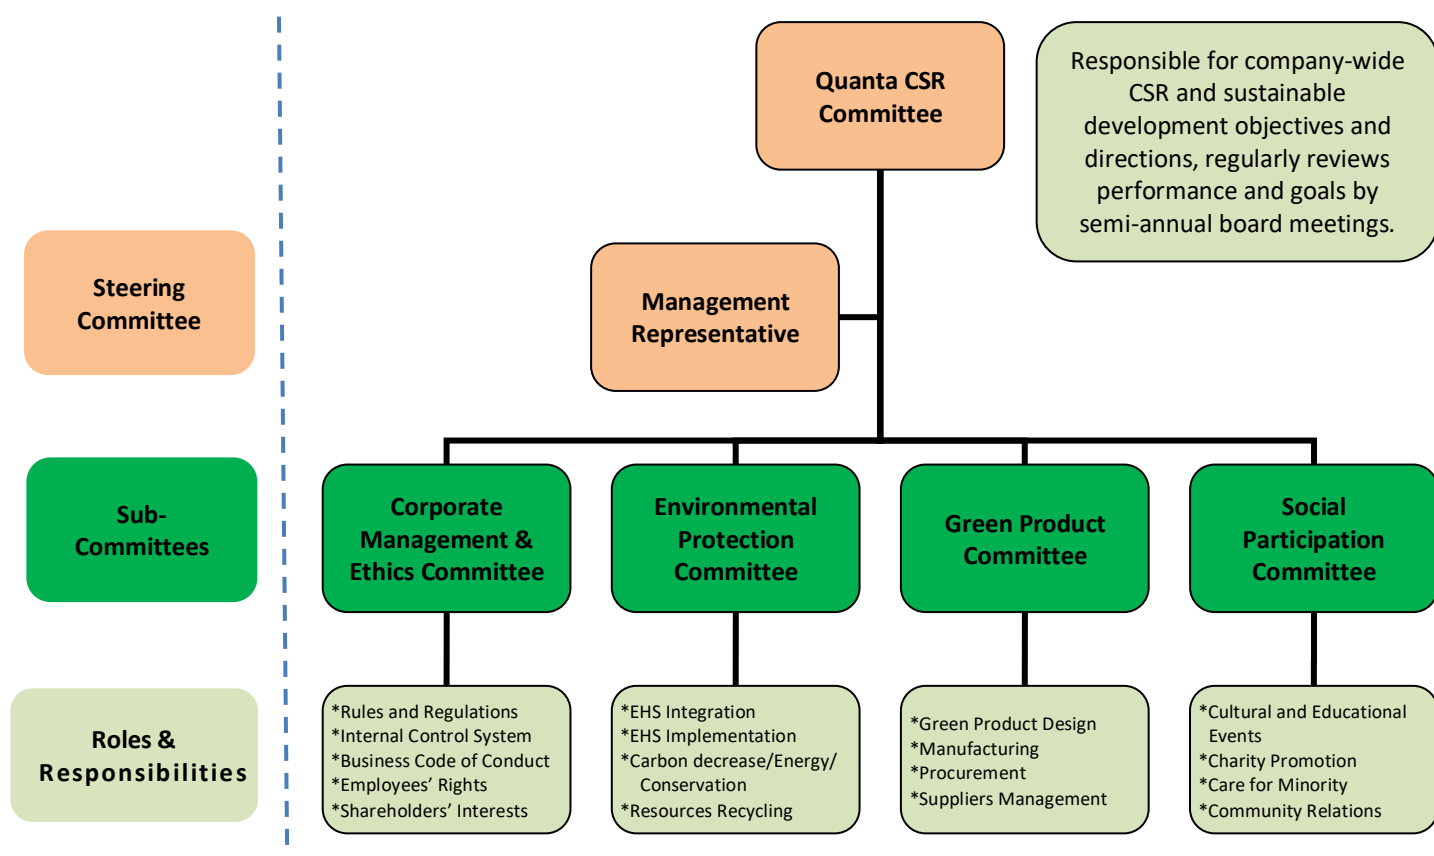 Quanta CSR
Committee
Responsible for company-wide
CSR and sustainable
development objectives and
directions, regularly reviews
performance and goals by
semi-annual board meetings.
Steering
Committee
Management
Representative
Sub-
Committees
Corporate
Management &
Ethics Committee
Environmental
Protection
Committee
Green Product
Committee
Social
Participation
Committee
Roles &
Responsibilities
*Rules and Regulations
*Internal Control System
*Business Code of Conduct
*Employees’ Rights
*Shareholders’ Interests
*EHS Integration
*EHS Implementation
*Carbon decrease/Energy/
Conservation
*Resources Recycling
*Green Product Design
*Manufacturing
*Procurement
*Suppliers Management
*Cultural and Educational
Events
*Charity Promotion
*Care for Minority
*Community Relations